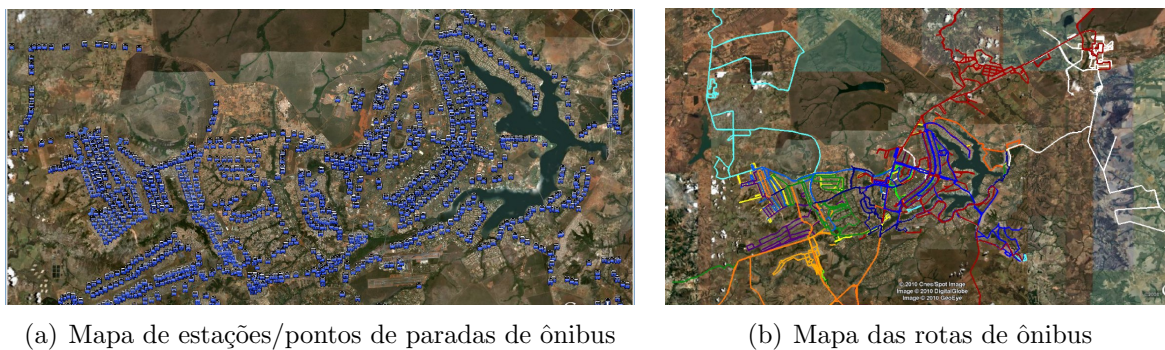 © 2010 Cnes/Spot Image
Image © 2010 DigitalGlobe
Image © 2010 GeoEye
(a) Mapa de estações/pontos de paradas de ônibus
(b) Mapa das rotas de ônibus